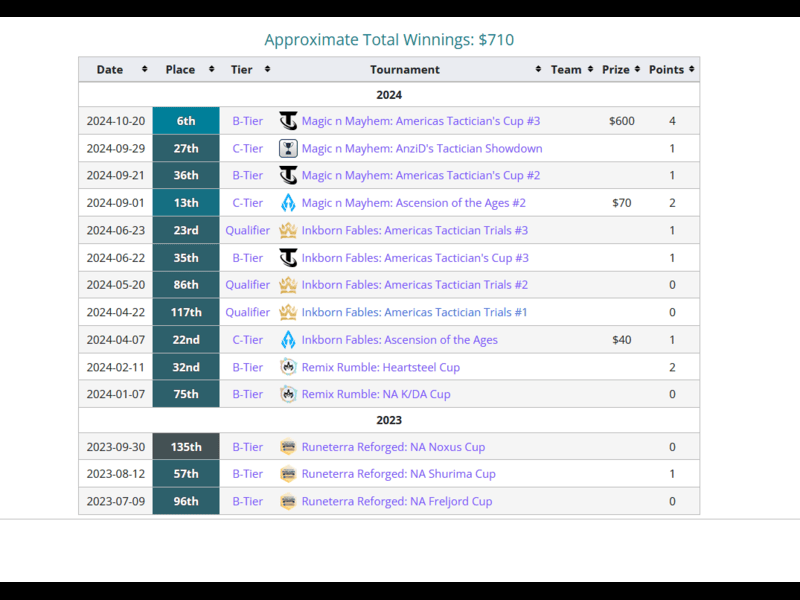 Approximate Total Winnings: $710
Date Place Tier Tournament Team Prize Points
2024
2024-10-20 6th B-Tier Magic n Mayhem: Americas Tactician's Cup #3 $600 4
2024-09-29 27th C-Tier Magic n Mayhem: AnziD's Tactician Showdown 1
2024-09-21 36th B-Tier Magic n Mayhem: Americas Tactician's Cup #2 1
2024-09-01 13th C-Tier Magic n Mayhem: Ascension of the Ages #2 $70 2
2024-06-23 23rd Qualifier Inkborn Fables: Americas Tactician Trials #3 1
2024-06-22 35th B-Tier Inkborn Fables: Americas Tactician's Cup #3 1
2024-05-20 86th Qualifier Inkborn Fables: Americas Tactician Trials #2 0
2024-04-22 117th Qualifier Inkborn Fables: Americas Tactician Trials #1 0
2024-04-07 22nd C-Tier Inkborn Fables: Ascension of the Ages $40 1
2024-02-11 32nd B-Tier Remix Rumble: Heartsteel Cup 2
2024-01-07 75th B-Tier Remix Rumble: NA K/DA Cup 0
2023
2023-09-30 135th B-Tier Runeterra Reforged: NA Noxus Cup 0
2023-08-12 57th B-Tier Runeterra Reforged: NA Shurima Cup 1
2023-07-09 96th B-Tier Runeterra Reforged: NA Freljord Cup 0